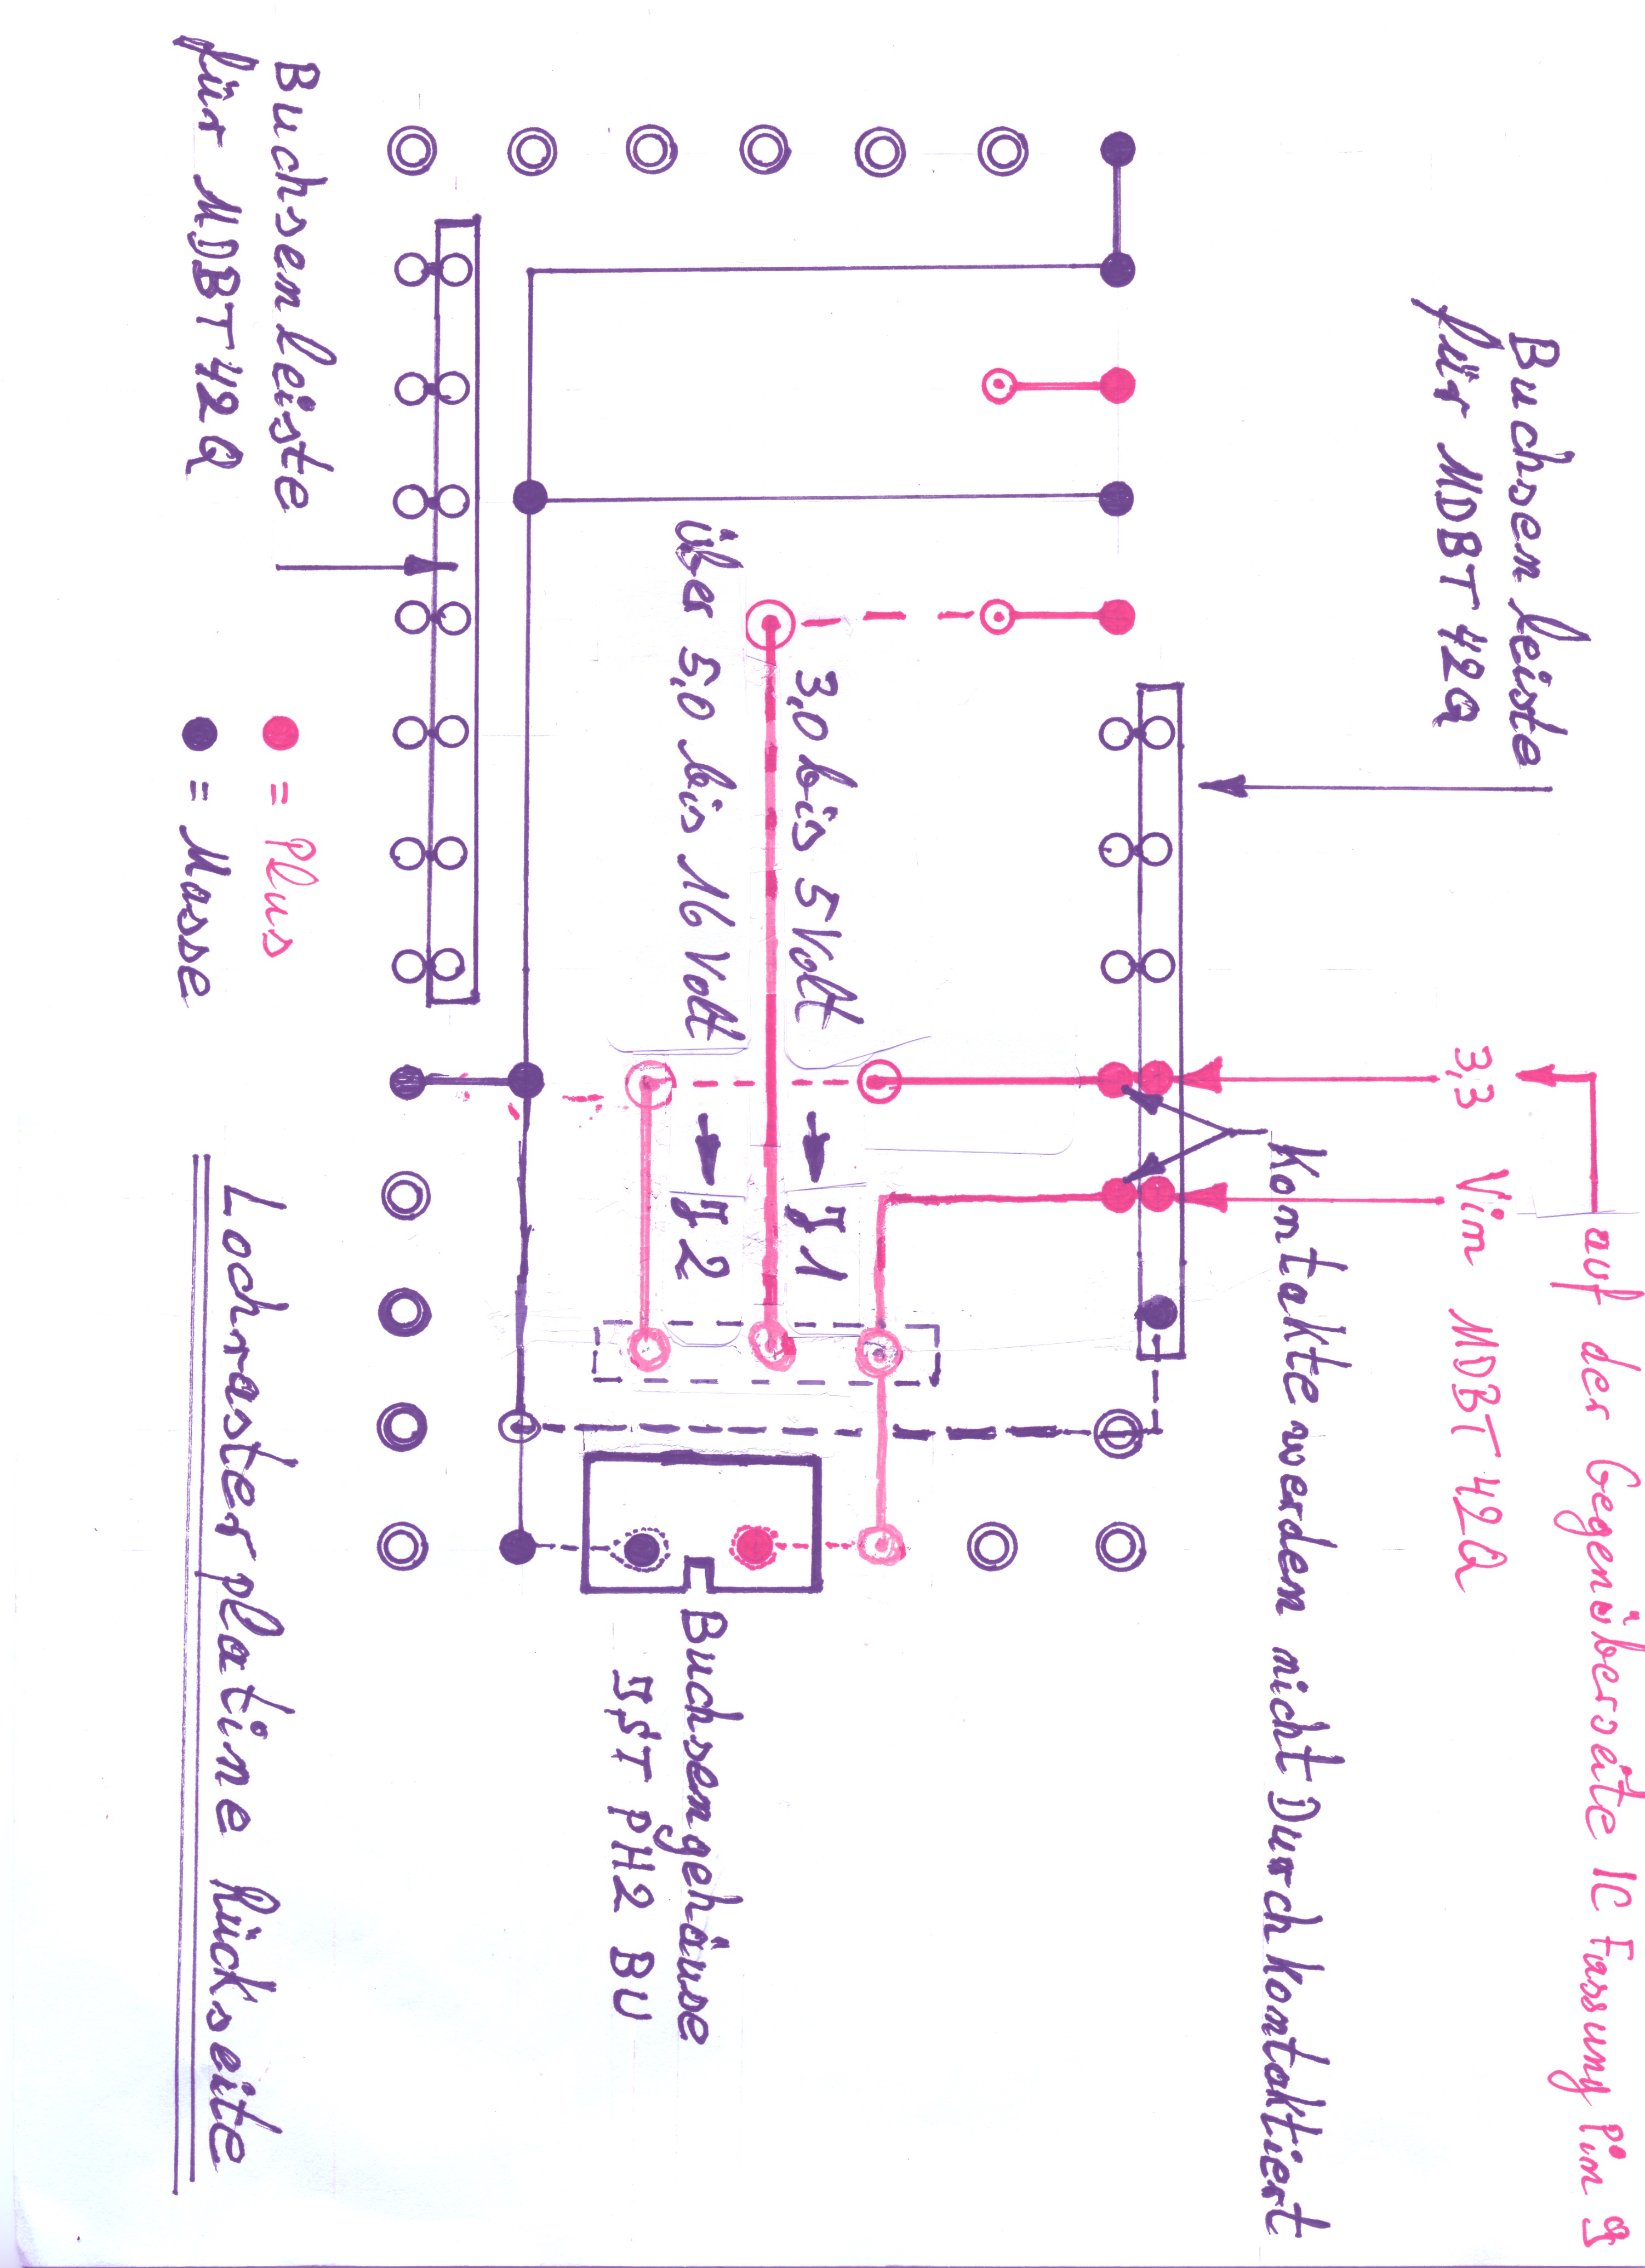 auf der Gegenüberseite IC Fassung Pin 9
Buchsenleiste
für MDBT 42Q
3,3 Vin MDBT 42Q
Kontakte werden nicht Durchkontaktiert
3,0 bis 5 Volt → J1
über 5,0 bis 16 Volt → J2
Buchsengehäuse
JST PH2 BU
Buchsenleiste
für MDBT 42Q
= Plus
= Masse
Lochrasterplatine Rückseite